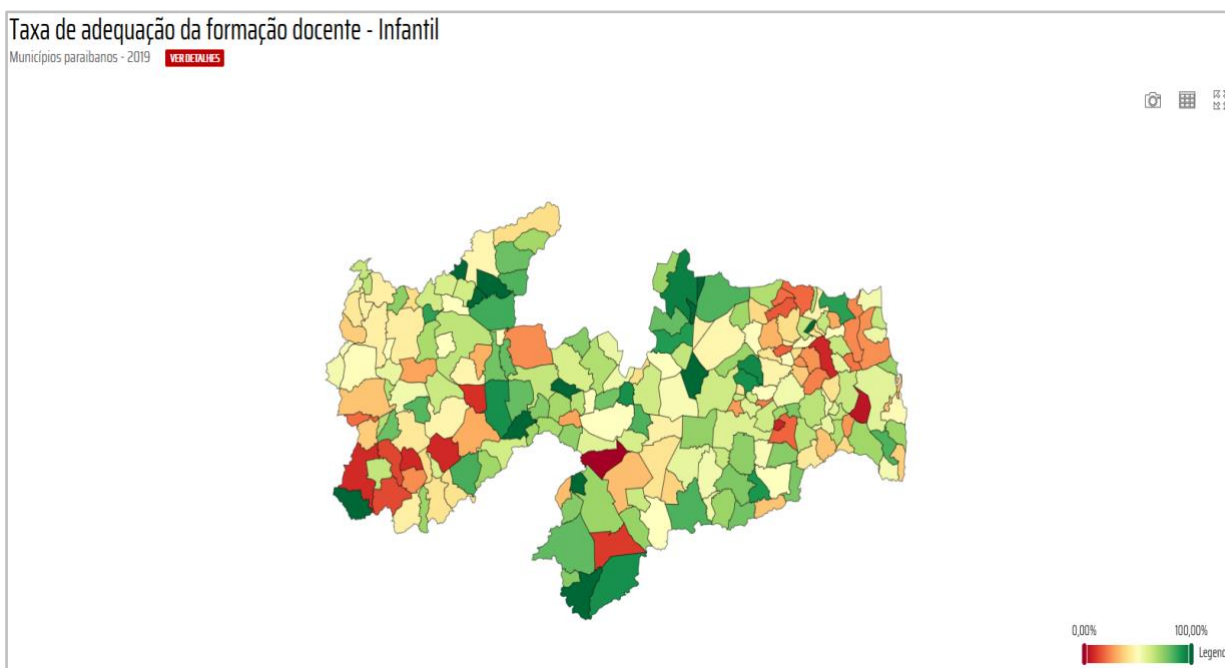 Taxa de adequação da formação docente - Infantil
Municípios paraibanos - 2019 VER DETALHES
0,00% 100,00%
Legend